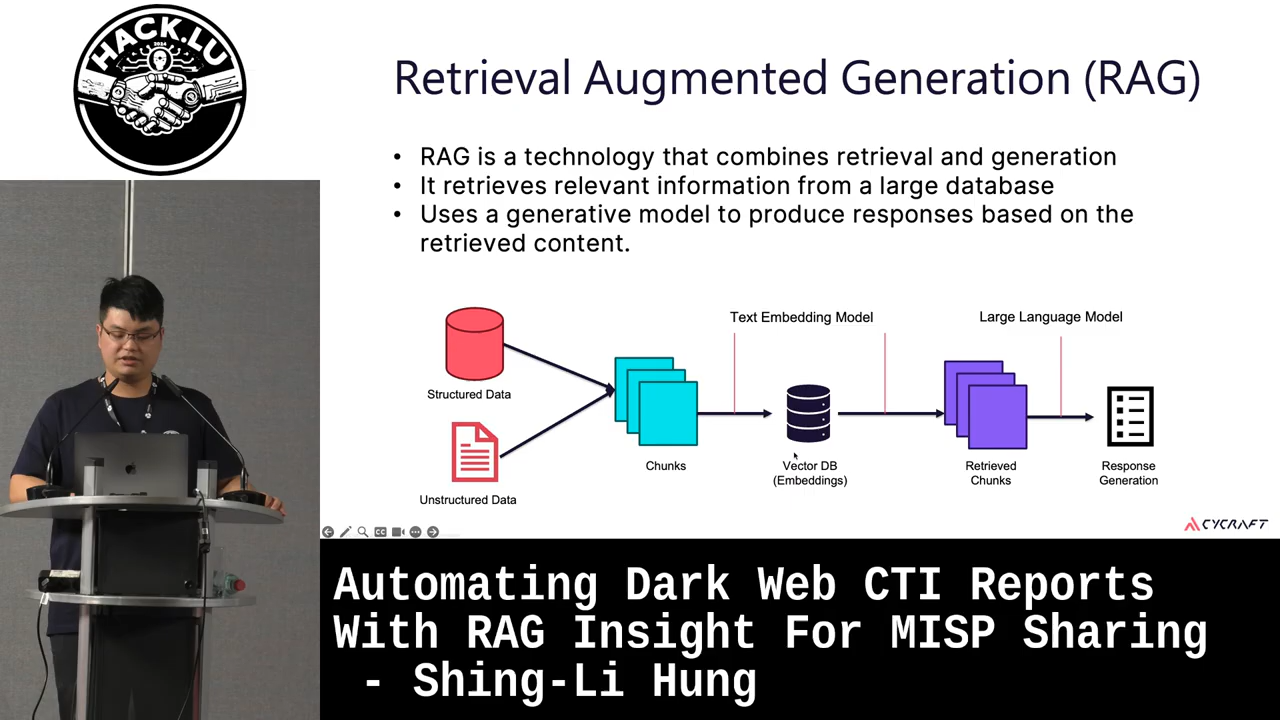 HACK.LU
2024
Retrieval Augmented Generation (RAG)
• RAG is a technology that combines retrieval and generation
• It retrieves relevant information from a large database
• Uses a generative model to produce responses based on the
retrieved content.
Text Embedding Model
Large Language Model
Structured Data
Unstructured Data
Chunks
Vector DB
(Embeddings)
Retrieved
Chunks
Response
Generation
CC
CYCRAFT
Automating Dark Web CTI Reports
With RAG Insight For MISP Sharing
- Shing-Li Hung